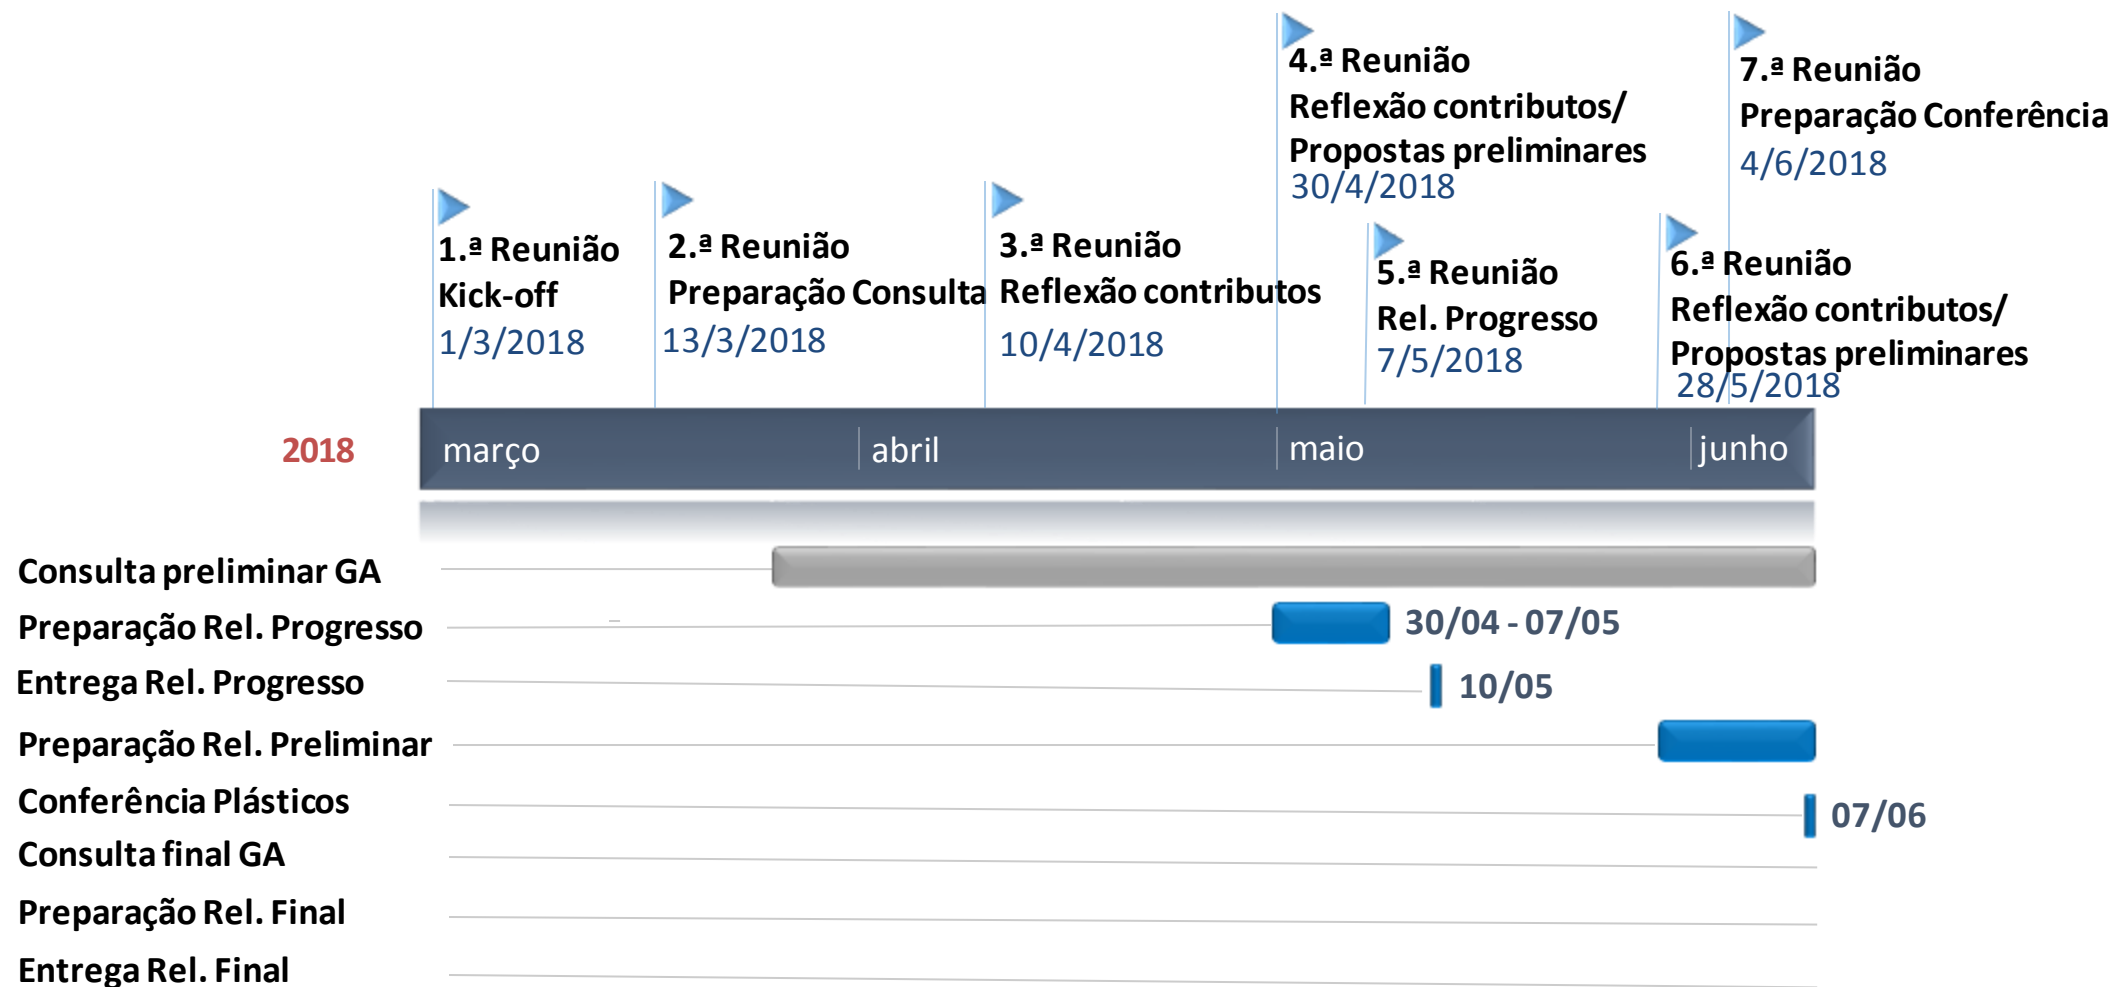 4.ª Reunião
Reflexão contributos/
Propostas preliminares
30/4/2018
7.ª Reunião
Preparação Conferência
4/6/2018
1.ª Reunião
Kick-off
1/3/2018
2.ª Reunião
Preparação Consulta
13/3/2018
3.ª Reunião
Reflexão contributos
10/4/2018
5.ª Reunião
Rel. Progresso
7/5/2018
6.ª Reunião
Reflexão contributos/
Propostas preliminares
28/5/2018
2018
março
abril
maio
junho
Consulta preliminar GA
Preparação Rel. Progresso
30/04 - 07/05
Entrega Rel. Progresso
10/05
Preparação Rel. Preliminar
Conferência Plásticos
07/06
Consulta final GA
Preparação Rel. Final
Entrega Rel. Final